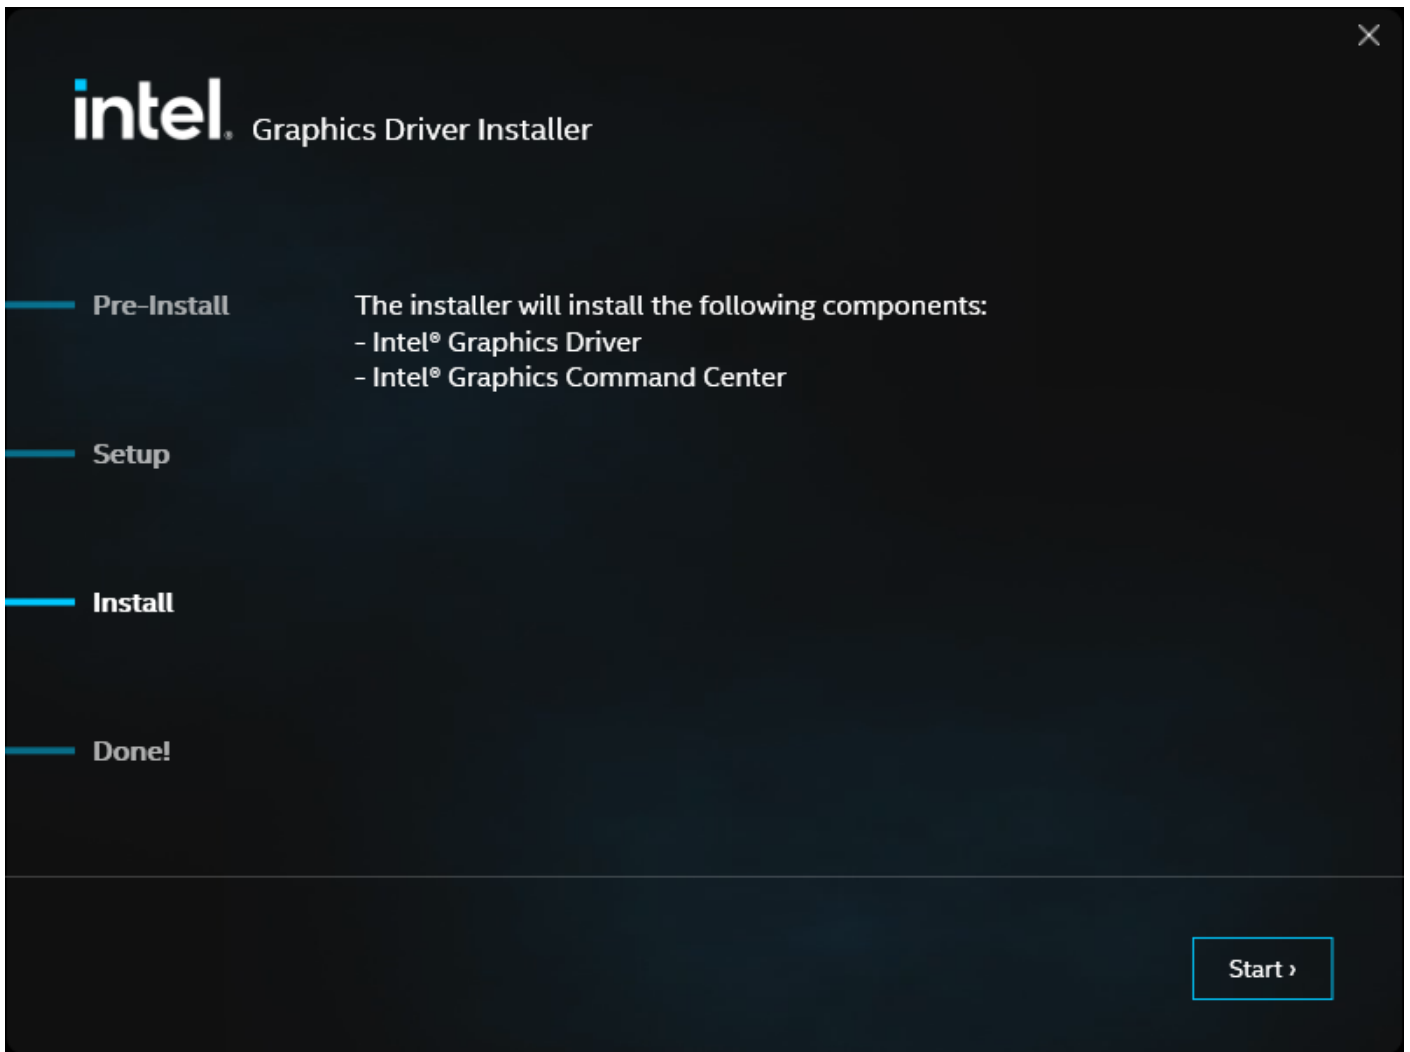 intel. Graphics Driver Installer
Pre-Install
The installer will install the following components:
- Intel® Graphics Driver
- Intel® Graphics Command Center
Setup
Install
Done!
Start ›